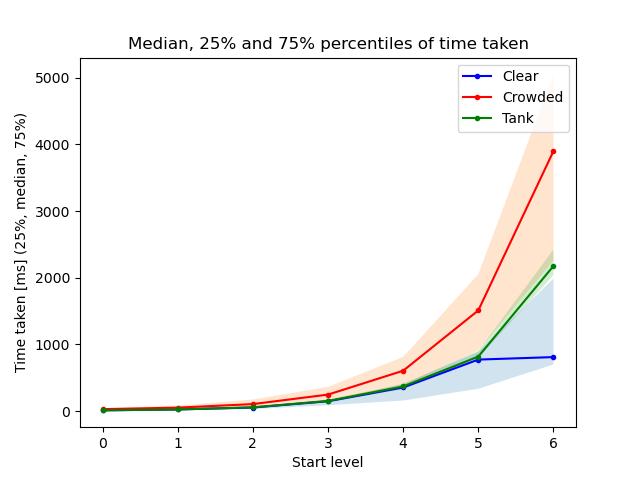 Median, 25% and 75% percentiles of time taken
Clear
Crowded
Tank
5000
4000
3000
2000
1000
0
Time taken [ms] (25%, median, 75%)
0 1 2 3 4 5 6
Start level